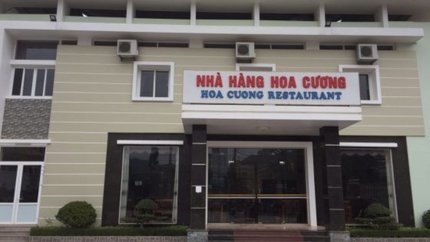 NHÀ HÀNG HOA CƯƠNG
HOA CUONG RESTAURANT